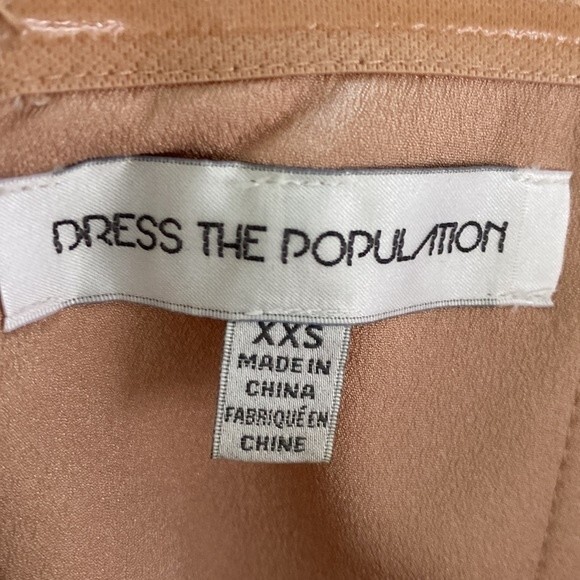 DRESS THE POPULATION
XXS
MADE IN
CHINA
FABRIQUÉ EN
CHINE